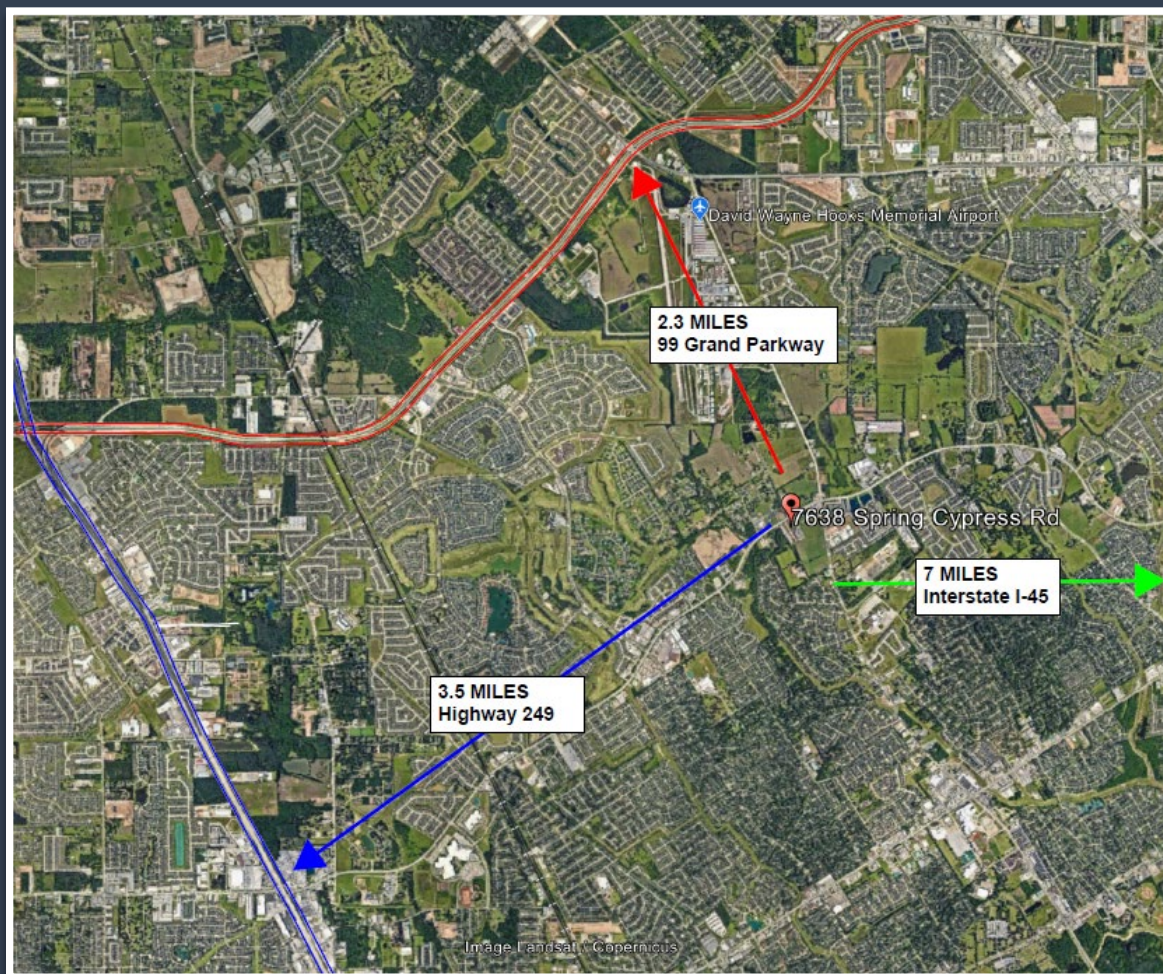 David Wayne Hooks Memorial Airport
2.3 MILES
99 Grand Parkway
7638 Spring Cypress Rd
7 MILES
Interstate I-45
3.5 MILES
Highway 249
Image Landsat / Copernicus